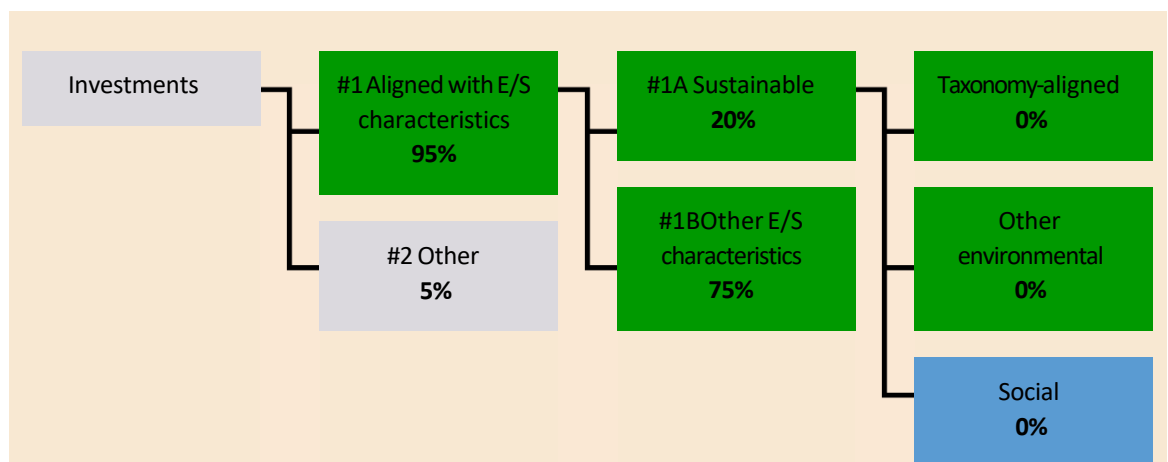 Investments
#1 Aligned with E/S
characteristics
95%
#2 Other
5%
#1A Sustainable
20%
#1BOther E/S
characteristics
75%
Taxonomy-aligned
0%
Other
environmental
0%
Social
0%